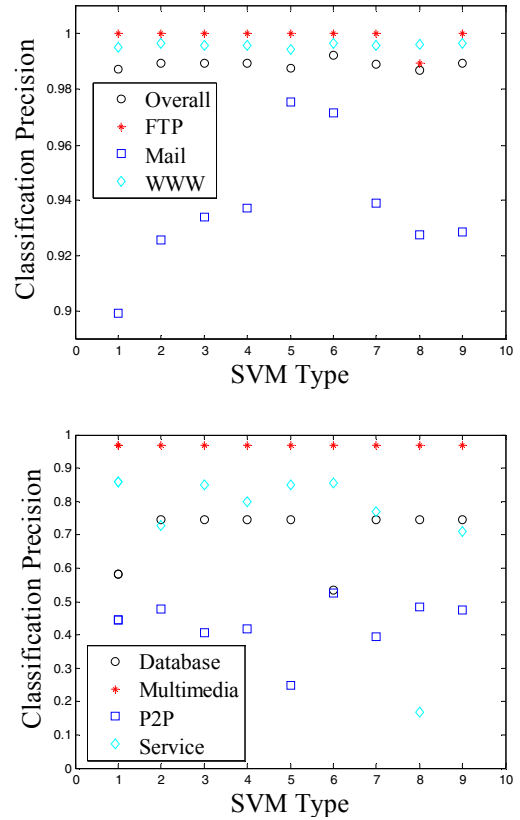 1
0.98
0.96
0.94
0.92
0.9
Classification Precision
Overall
FTP
Mail
WWW
0 1 2 3 4 5 6 7 8 9 10
SVM Type
1
0.9
0.8
0.7
0.6
0.5
0.4
0.3
0.2
0.1
0
Classification Precision
Database
Multimedia
P2P
Service
0 1 2 3 4 5 6 7 8 9 10
SVM Type